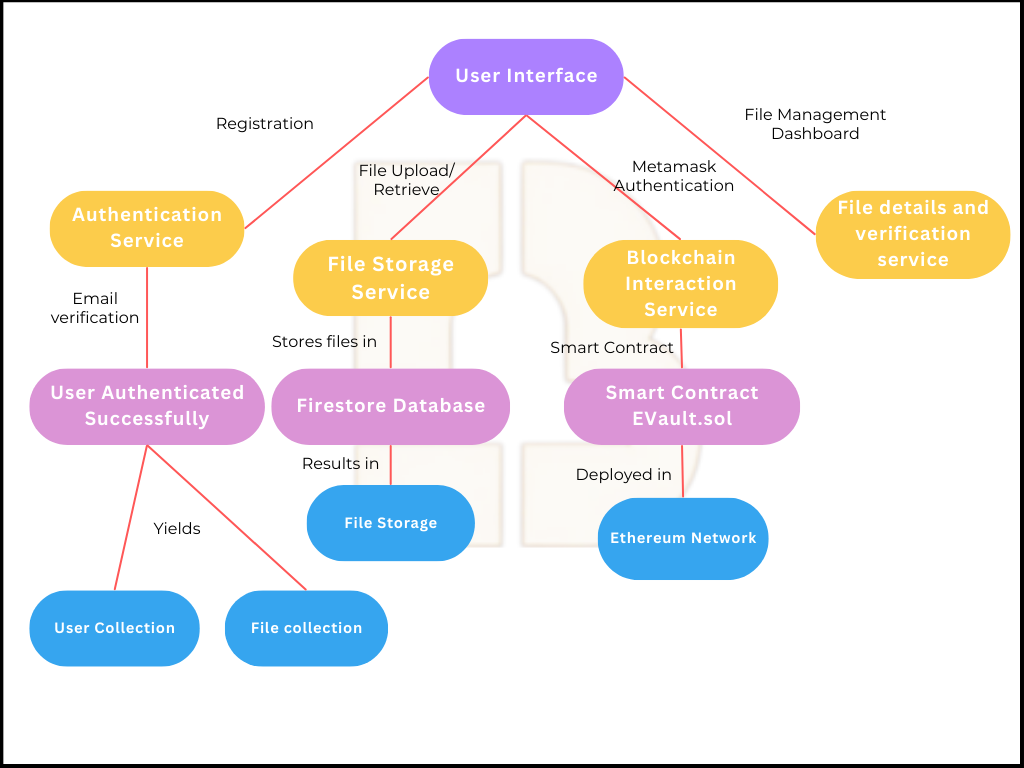 User Interface
Registration
File Management
Dashboard
File Upload/
Retrieve
Metamask
Authentication
Authentication
Service
File details and
verification
service
File Storage
Service
Blockchain
Interaction
Service
Email
verification
Stores files in
Smart Contract
User Authenticated
Successfully
Firestore Database
Smart Contract
EVault.sol
Results in
Deployed in
File Storage
Yields
Ethereum Network
User Collection
File collection